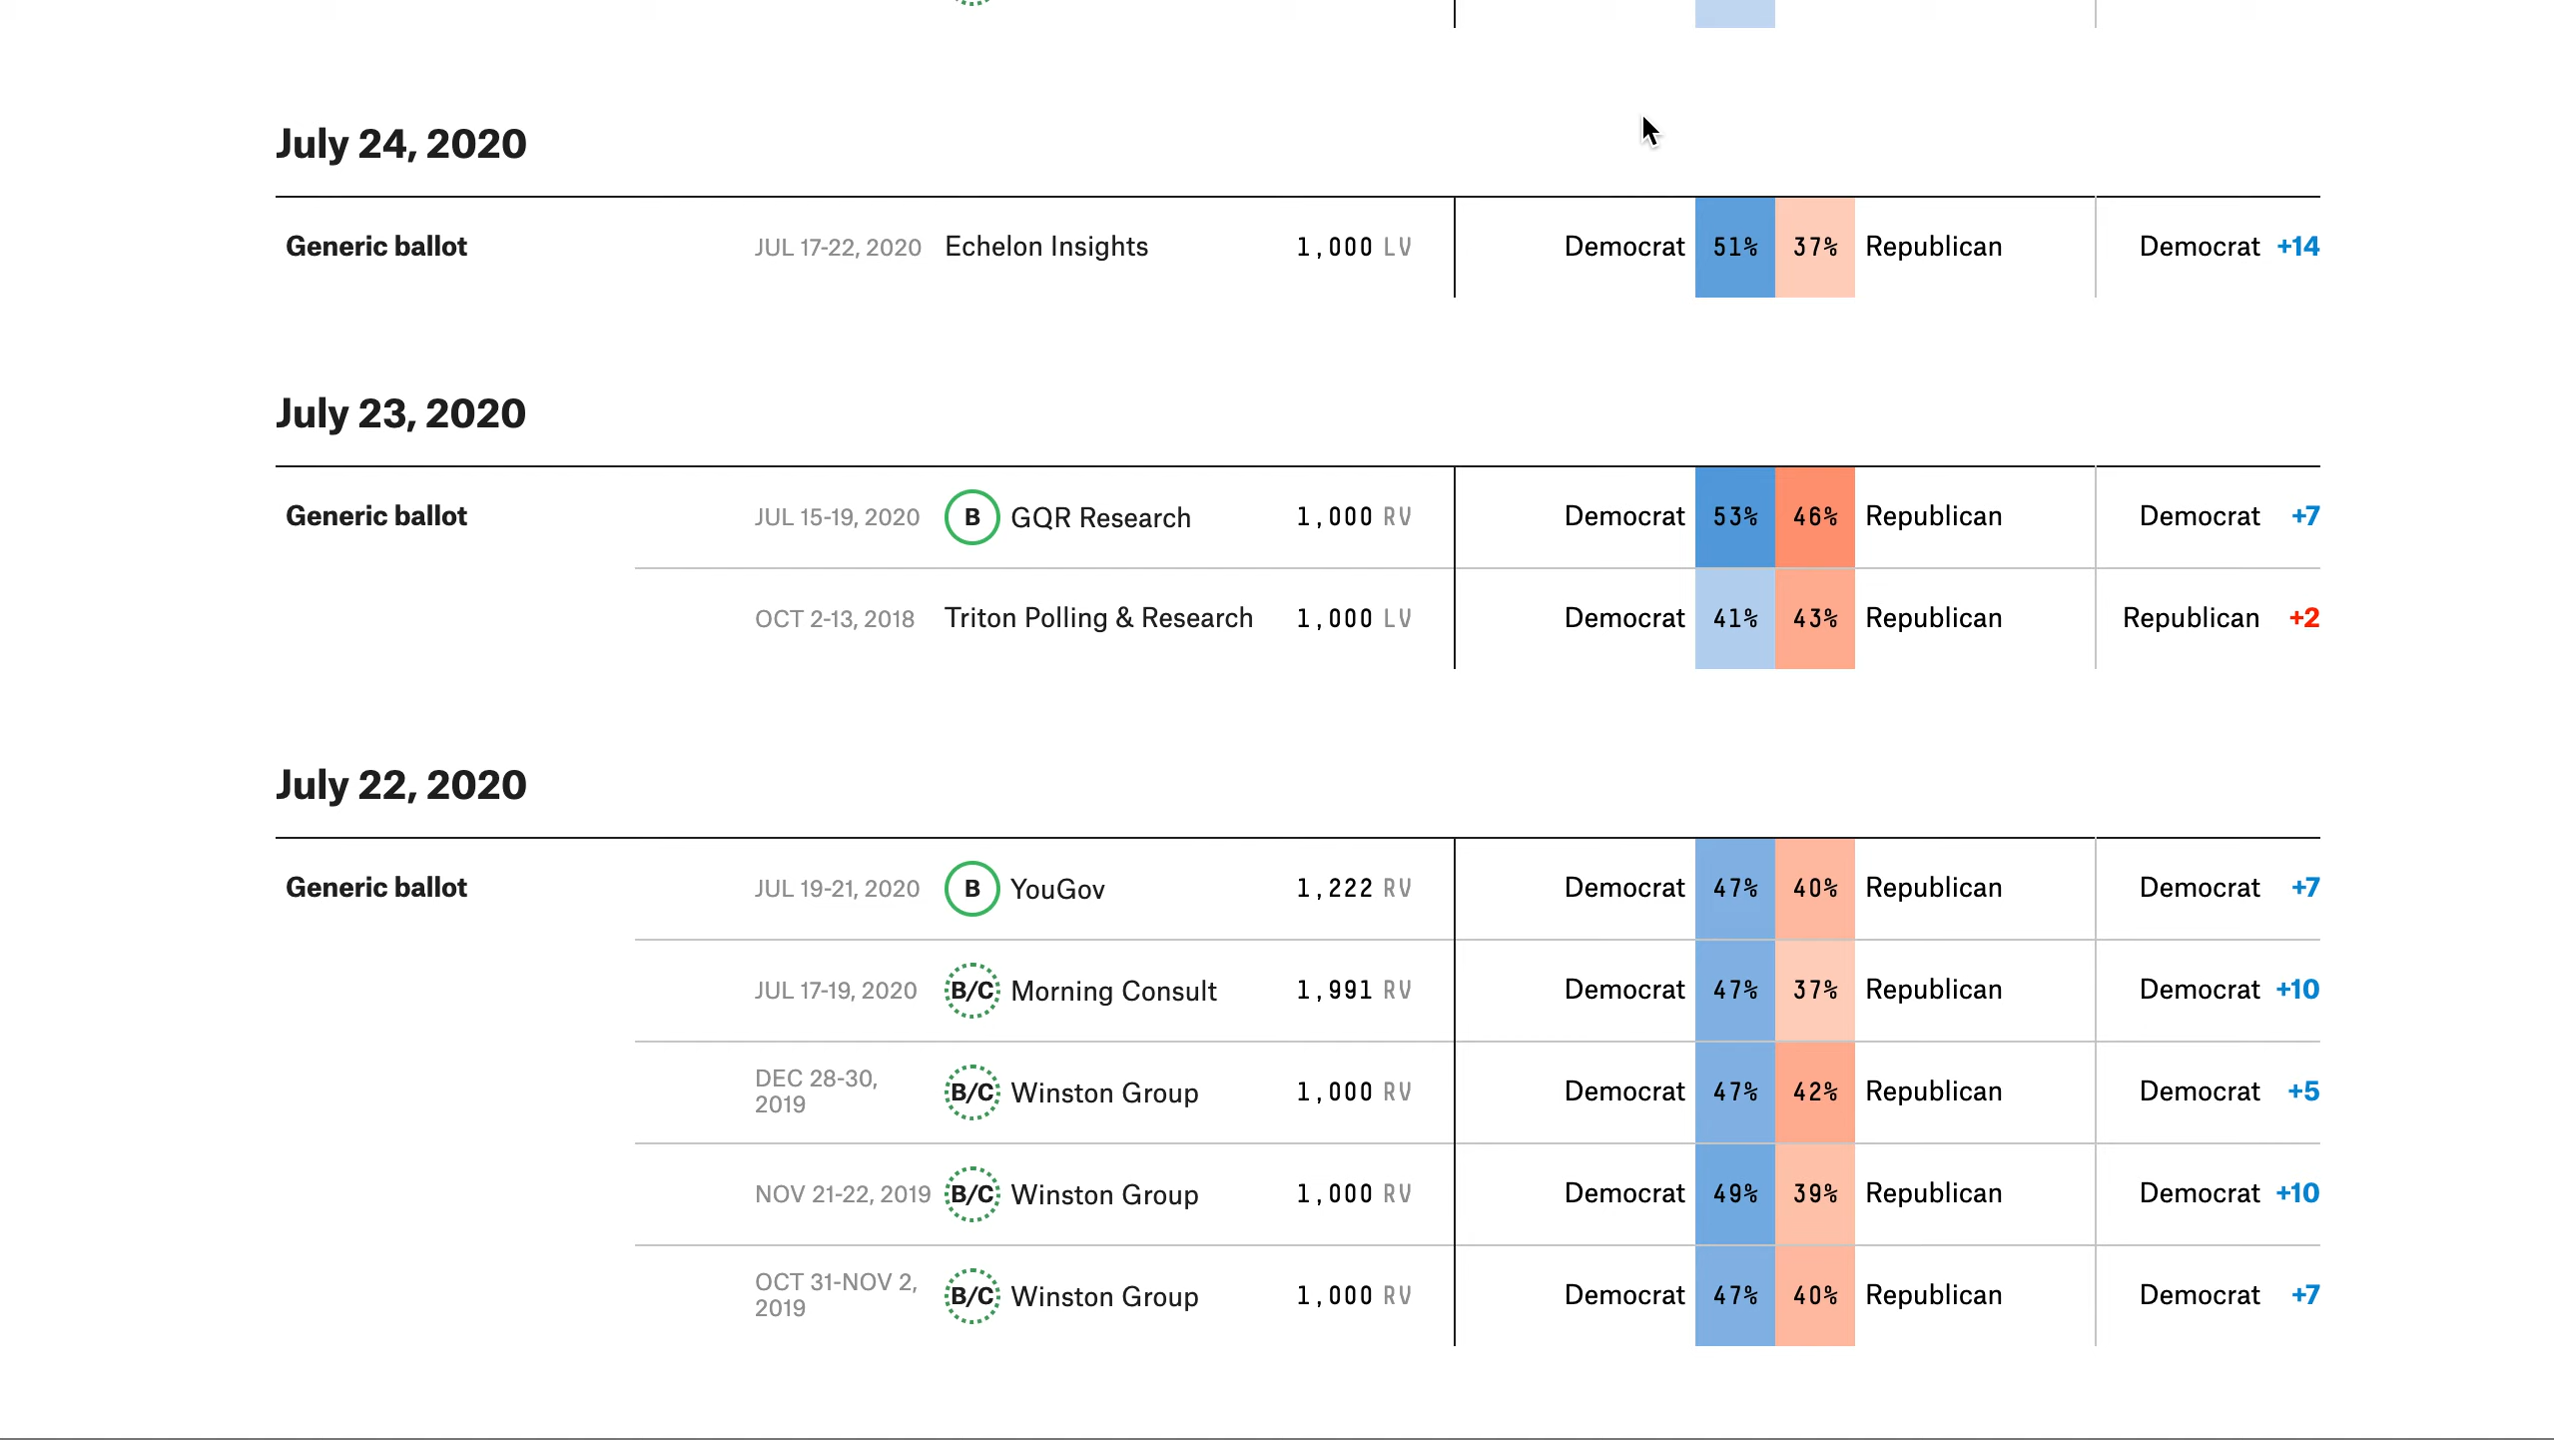 July 24, 2020
Generic ballot JUL 17-22, 2020 Echelon Insights 1,000 LV Democrat 51% 37% Republican Democrat +14
July 23, 2020
Generic ballot JUL 15-19, 2020 B GQR Research 1,000 RV Democrat 53% 46% Republican Democrat +7
OCT 2-13, 2018 Triton Polling & Research 1,000 LV Democrat 41% 43% Republican Republican +2
July 22, 2020
Generic ballot JUL 19-21, 2020 B YouGov 1,222 RV Democrat 47% 40% Republican Democrat +7
JUL 17-19, 2020 B/C Morning Consult 1,991 RV Democrat 47% 37% Republican Democrat +10
DEC 28-30,
2019 B/C Winston Group 1,000 RV Democrat 47% 42% Republican Democrat +5
NOV 21-22, 2019 B/C Winston Group 1,000 RV Democrat 49% 39% Republican Democrat +10
OCT 31-NOV 2,
2019 B/C Winston Group 1,000 RV Democrat 47% 40% Republican Democrat +7